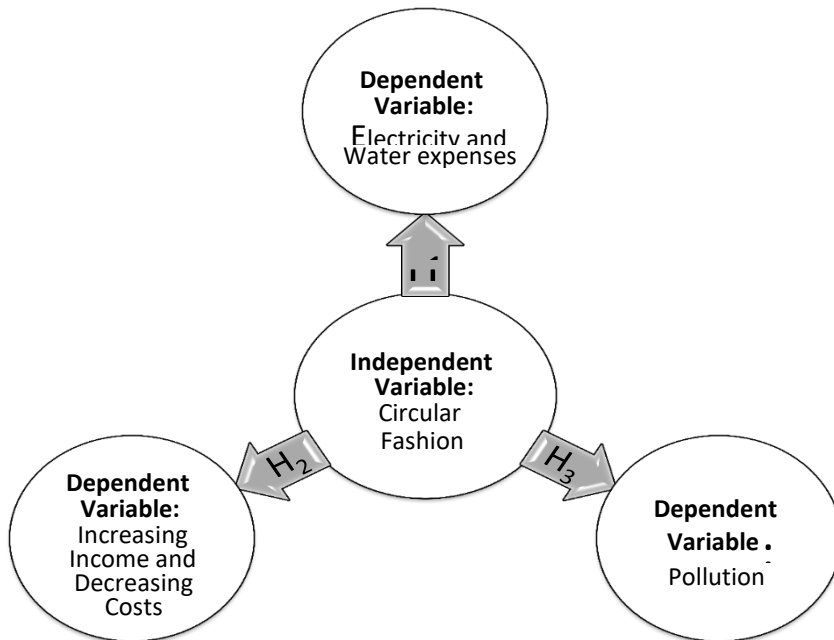 Dependent
Variable:
Electricity and
Water expenses
Independent
Variable:
Circular
Fashion
H2
H3
Dependent
Variable:
Increasing
Income and
Decreasing
Costs
Dependent
Variable:
Pollution